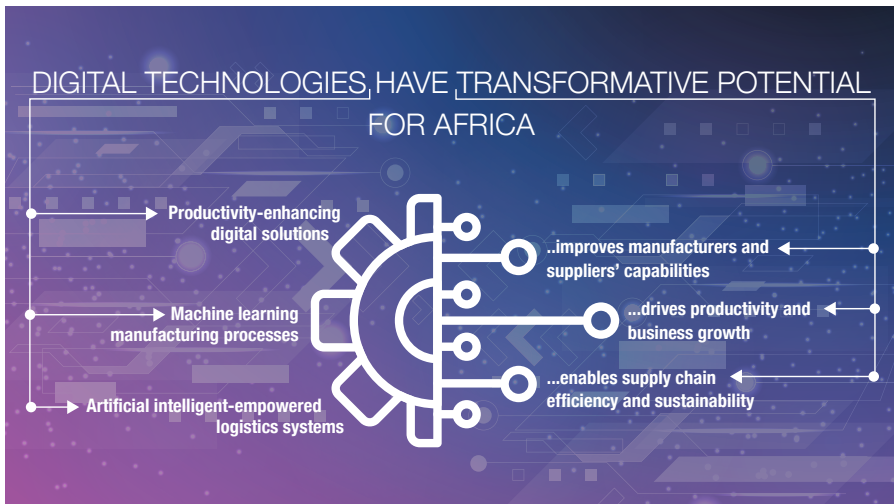 DIGITAL TECHNOLOGIES HAVE TRANSFORMATIVE POTENTIAL
FOR AFRICA
Productivity-enhancing
digital solutions
Machine learning
manufacturing processes
Artificial intelligent-empowered
logistics systems
..improves manufacturers and
suppliers’ capabilities
...drives productivity and
business growth
...enables supply chain
efficiency and sustainability